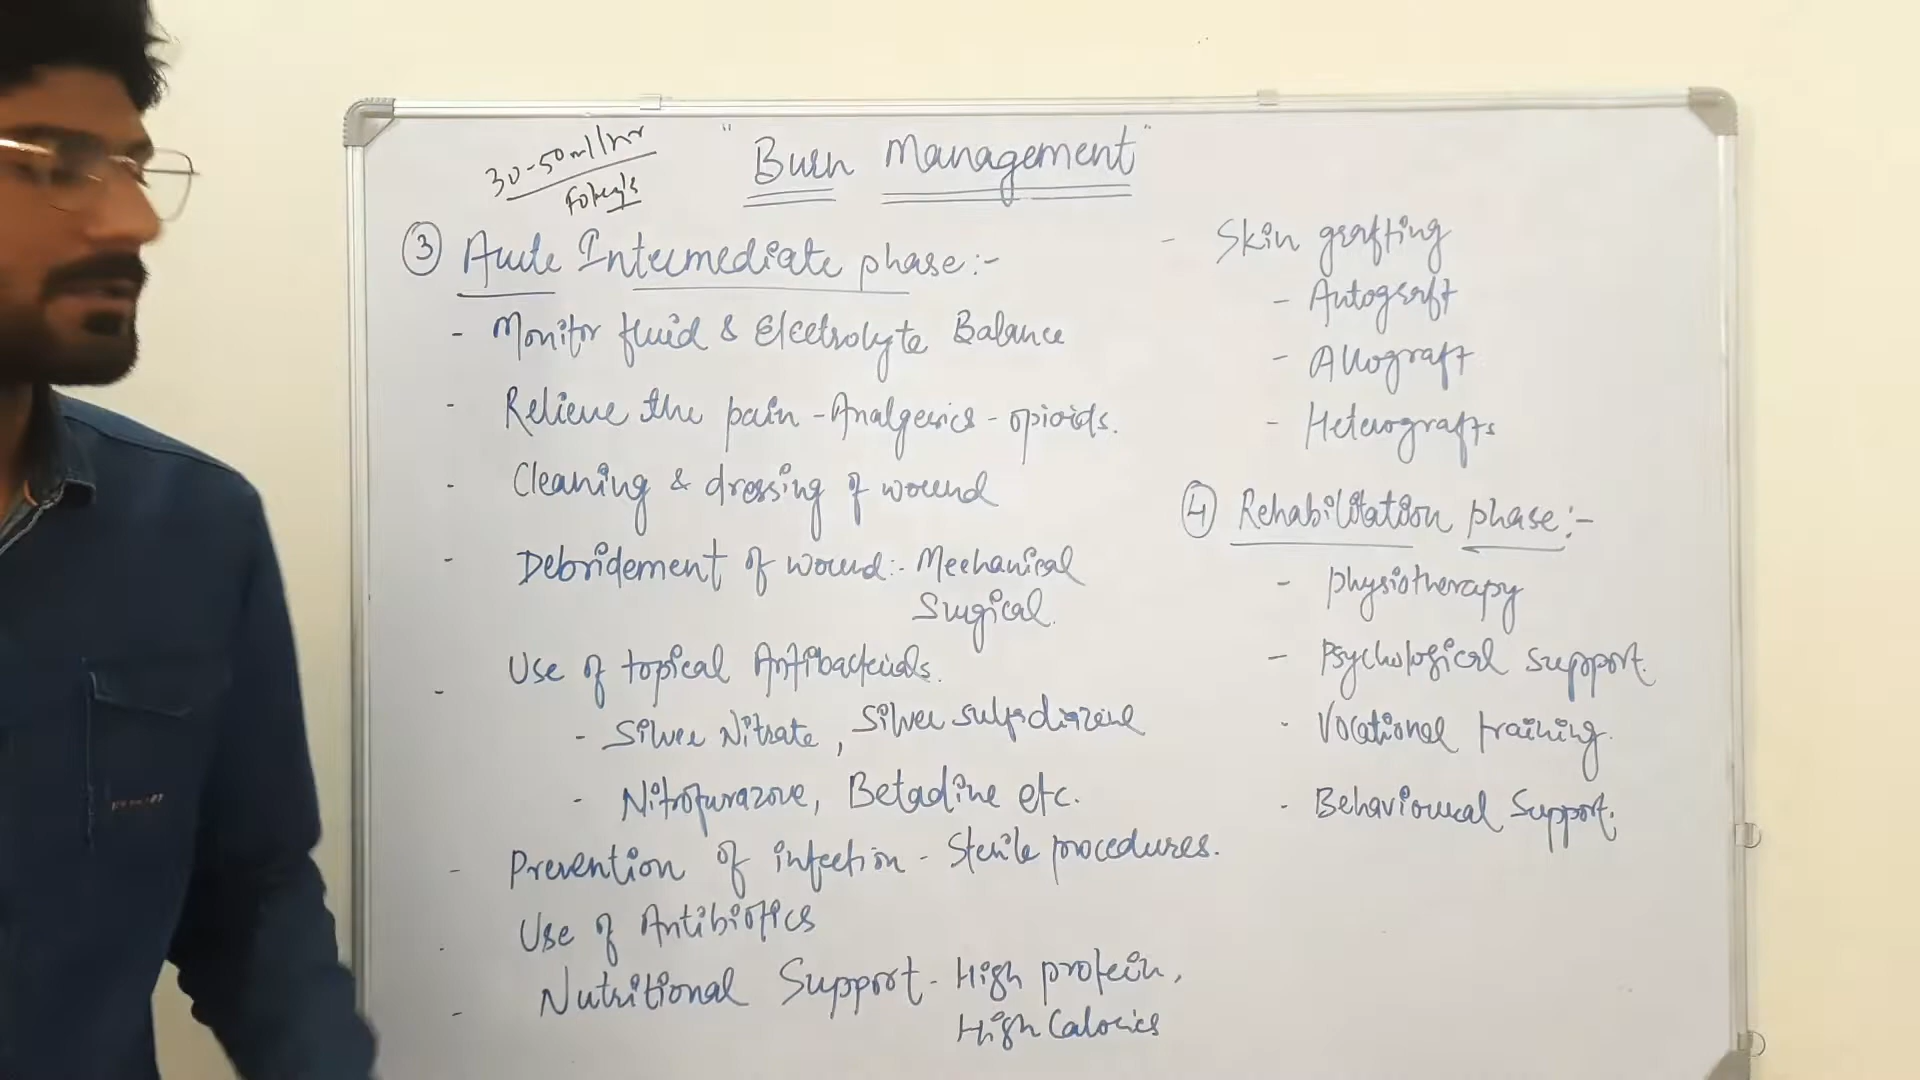 30-50ml/hr
Foley's
"Burn Management"
③ Acute Intermediate phase:-
- Monitor fluid & Electrolyte Balance
- Relieve the pain - Analgesics - opioids.
- Cleaning & dressing of wound
- Debridement of wound:- Mechanical
Surgical.
- Use of topical Antibacterials.
- Silver Nitrate, Silver sulfadiazine
- Nitrofurazone, Betadine etc.
- Prevention of infection - Sterile procedures.
- Use of Antibiotics
- Nutritional Support - High protein,
High Calories
- Skin grafting
- Autograft
- Allograft
- Heterografts
④ Rehabilitation phase:-
- physiotherapy
- Psychological support.
- Vocational training.
- Behavioural Support.